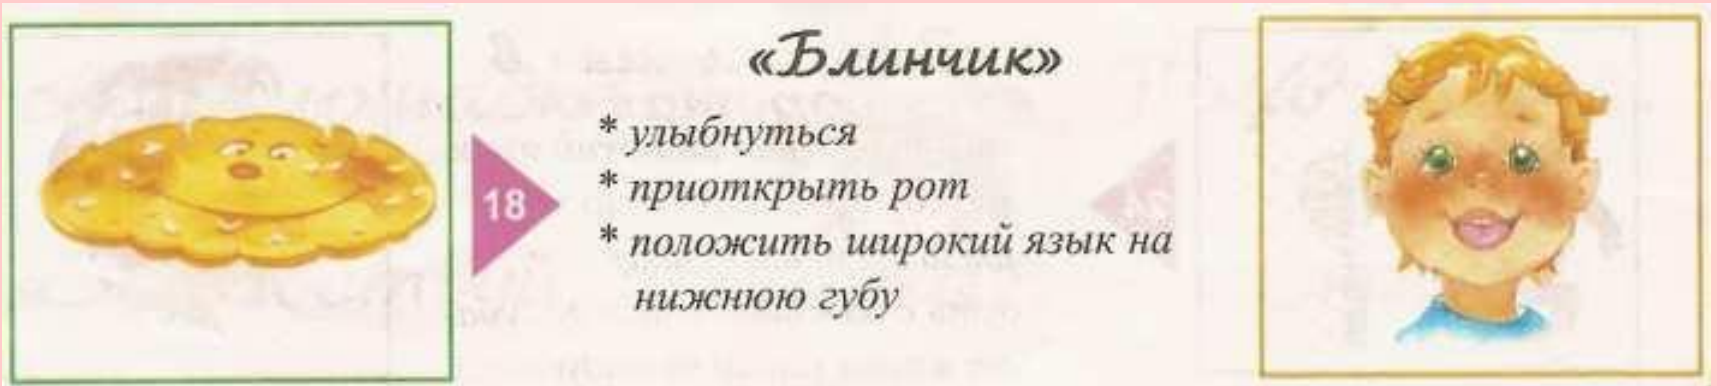 «Блинчик»
* улыбнуться
* приоткрыть рот
18
* положить широкий язык на
нижнюю губу